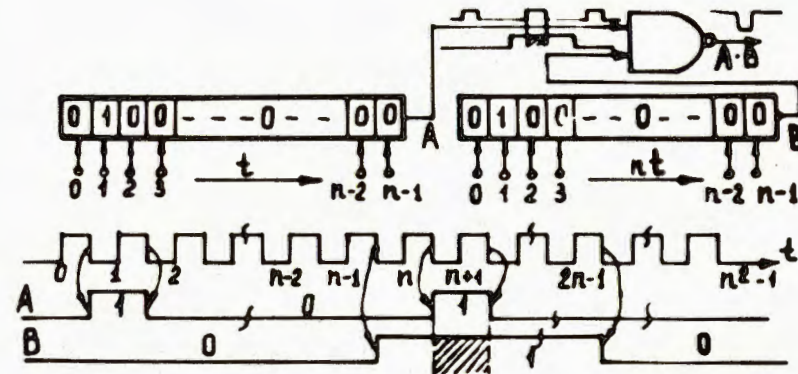 A·B
0 1 0 0 - - - - 0 - - 0 0 A 0 1 0 0 - - 0 - - 0 0 B
0 1 2 3 t n-2 n-1 0 1 2 3 nt n-2 n-1
t
0 1 2 n-2 n-1 n n+1 2n-1 n²-1
A 1 0 1
B 0 1 0